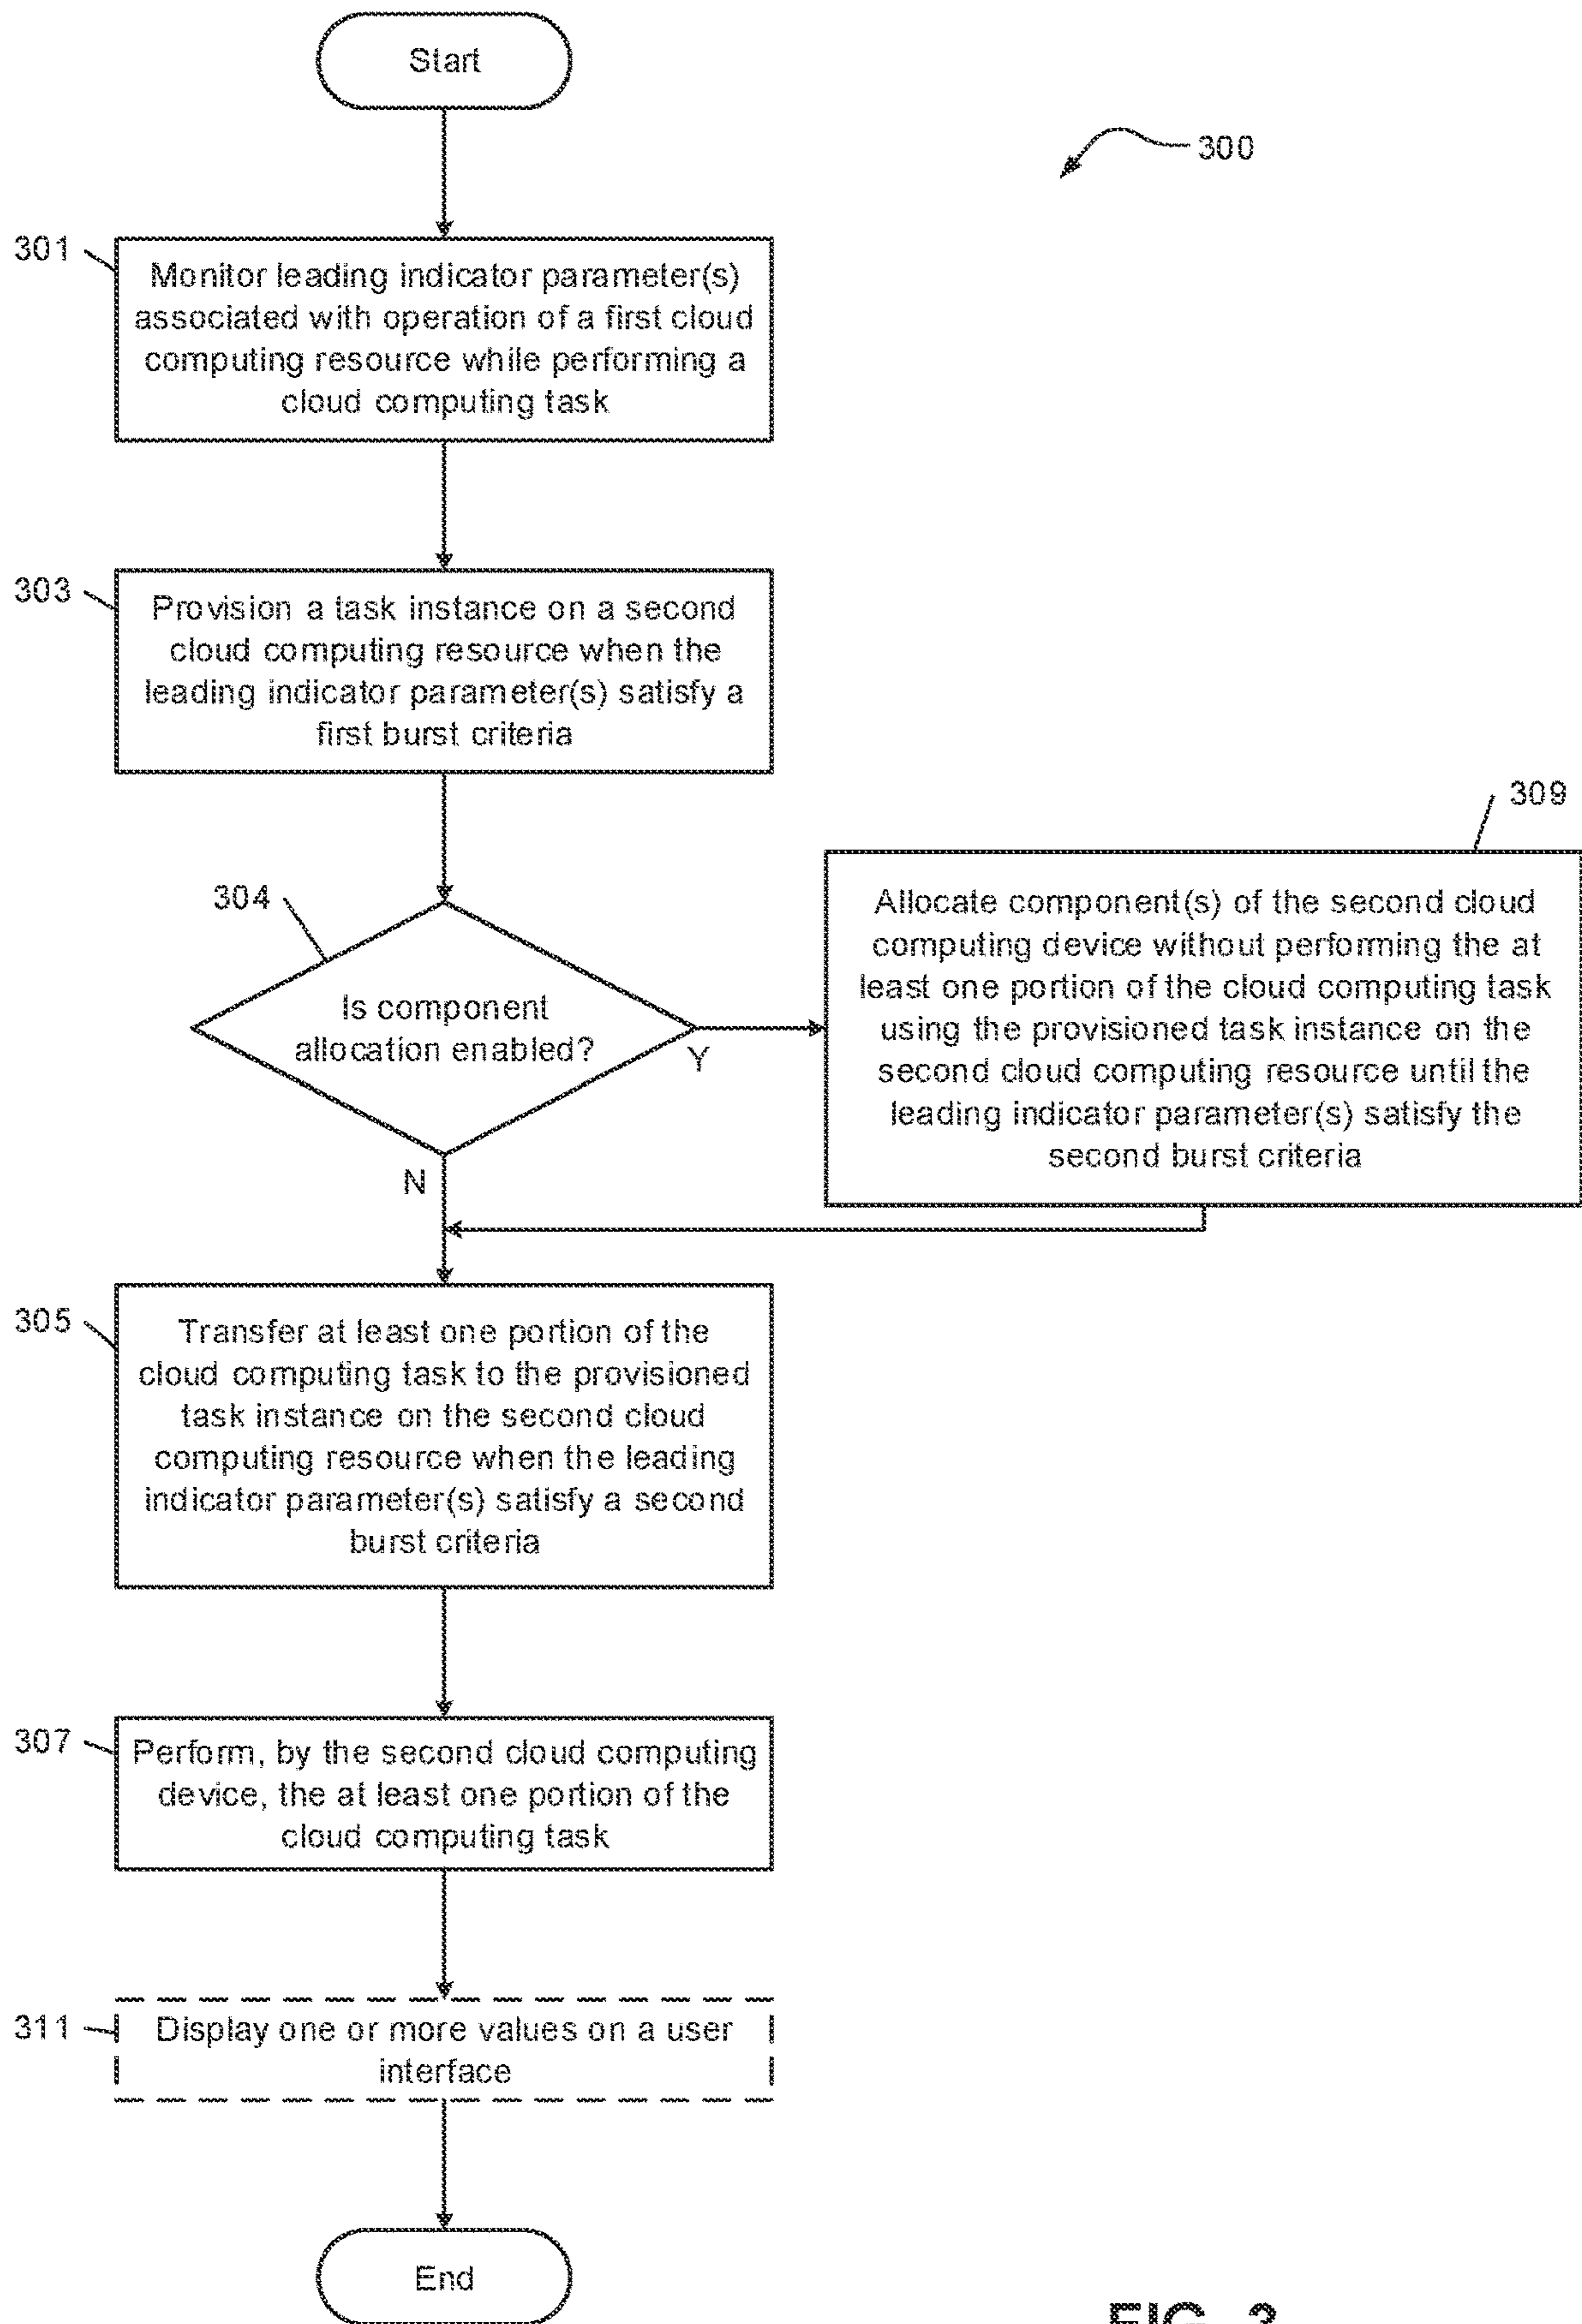 Start
300
301
Monitor leading indicator parameter(s)
associated with operation of a first cloud
computing resource while performing a
cloud computing task
303
Provision a task instance on a second
cloud computing resource when the
leading indicator parameter(s) satisfy a
first burst criteria
304
Is component
allocation enabled?
Y
N
309
Allocate component(s) of the second cloud
computing device without performing the at
least one portion of the cloud computing task
using the provisioned task instance on the
second cloud computing resource until the
leading indicator parameter(s) satisfy the
second burst criteria
305
Transfer at least one portion of the
cloud computing task to the provisioned
task instance on the second cloud
computing resource when the leading
indicator parameter(s) satisfy a second
burst criteria
307
Perform, by the second cloud computing
device, the at least one portion of the
cloud computing task
311
Display one or more values on a user
interface
End
FIG. 3